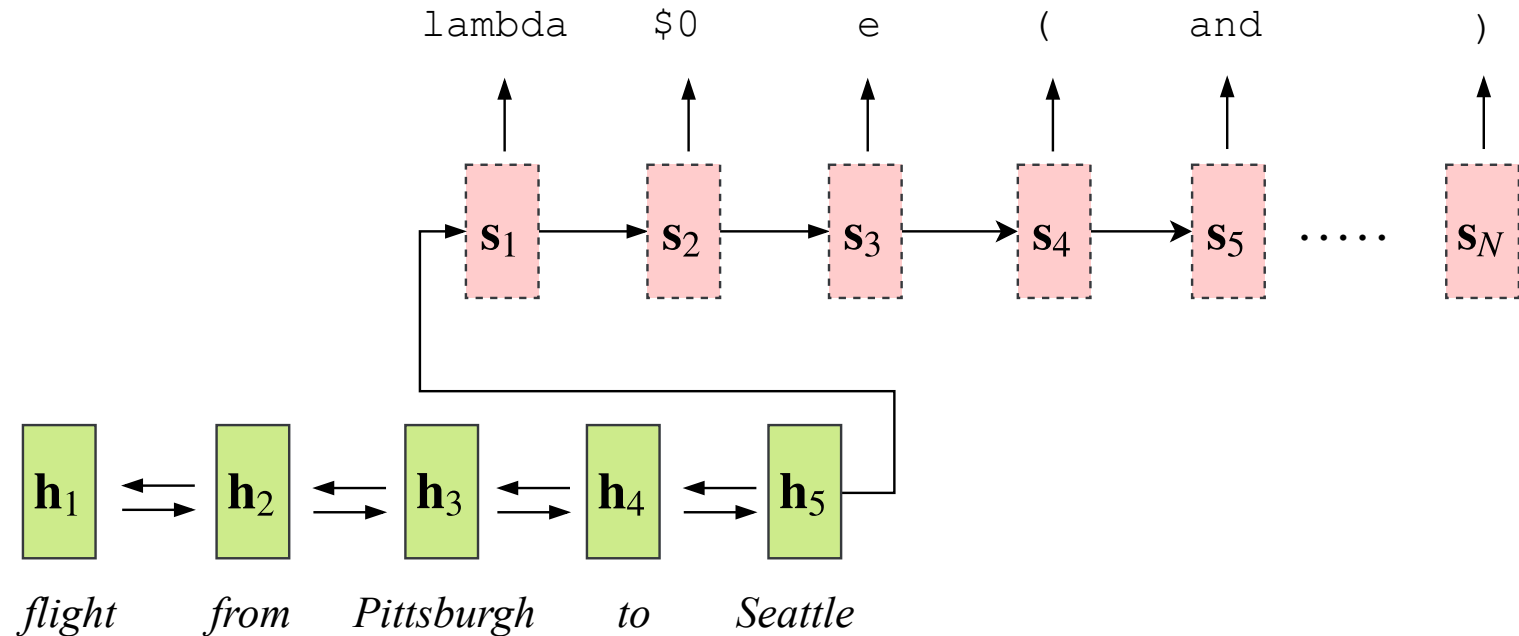 lambda $0 e ( and )
s1 s2 s3 s4 s5 ..... sN
h1 h2 h3 h4 h5
flight from Pittsburgh to Seattle